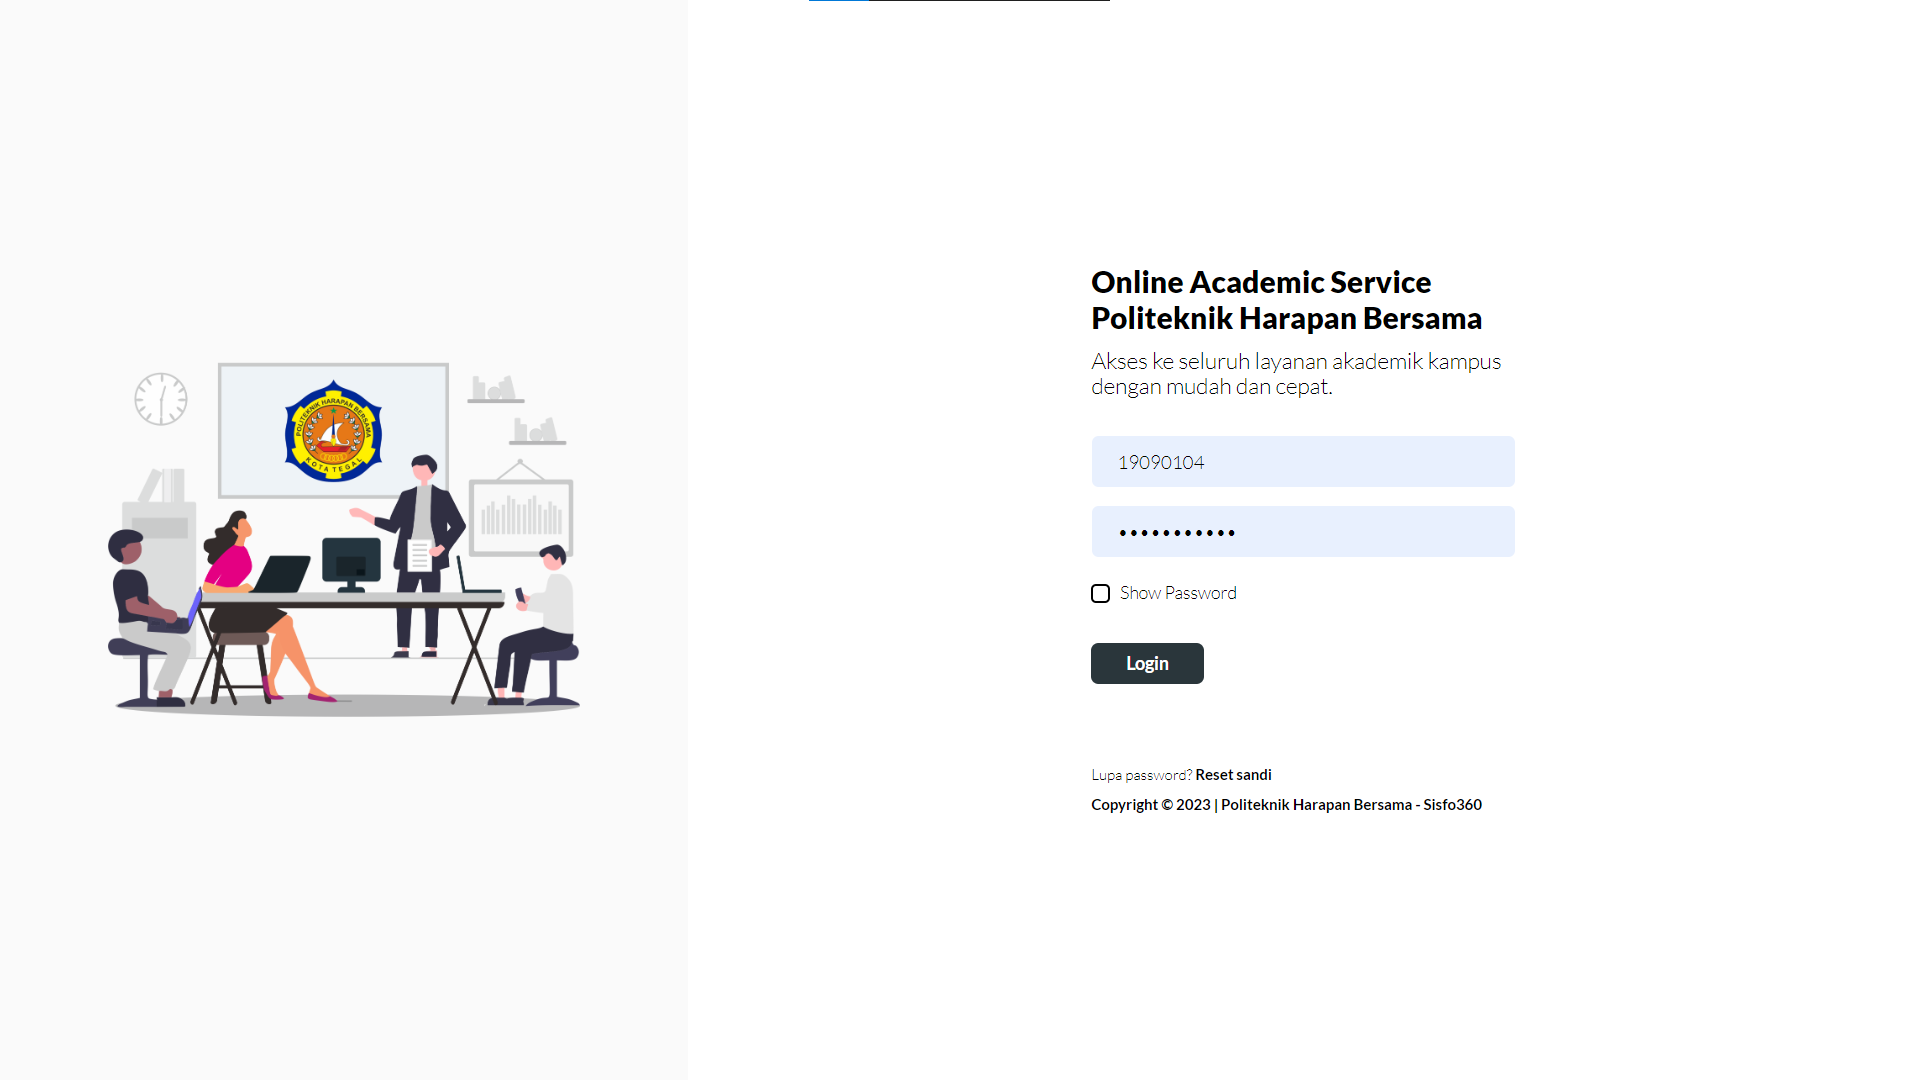 POLITEKNIK HARAPAN BERSAMA
KOTA TEGAL
Online Academic Service
Politeknik Harapan Bersama
Akses ke seluruh layanan akademik kampus
dengan mudah dan cepat.
19090104
•••••••••••
Show Password
Login
Lupa password? Reset sandi
Copyright © 2023 | Politeknik Harapan Bersama - Sisfo360